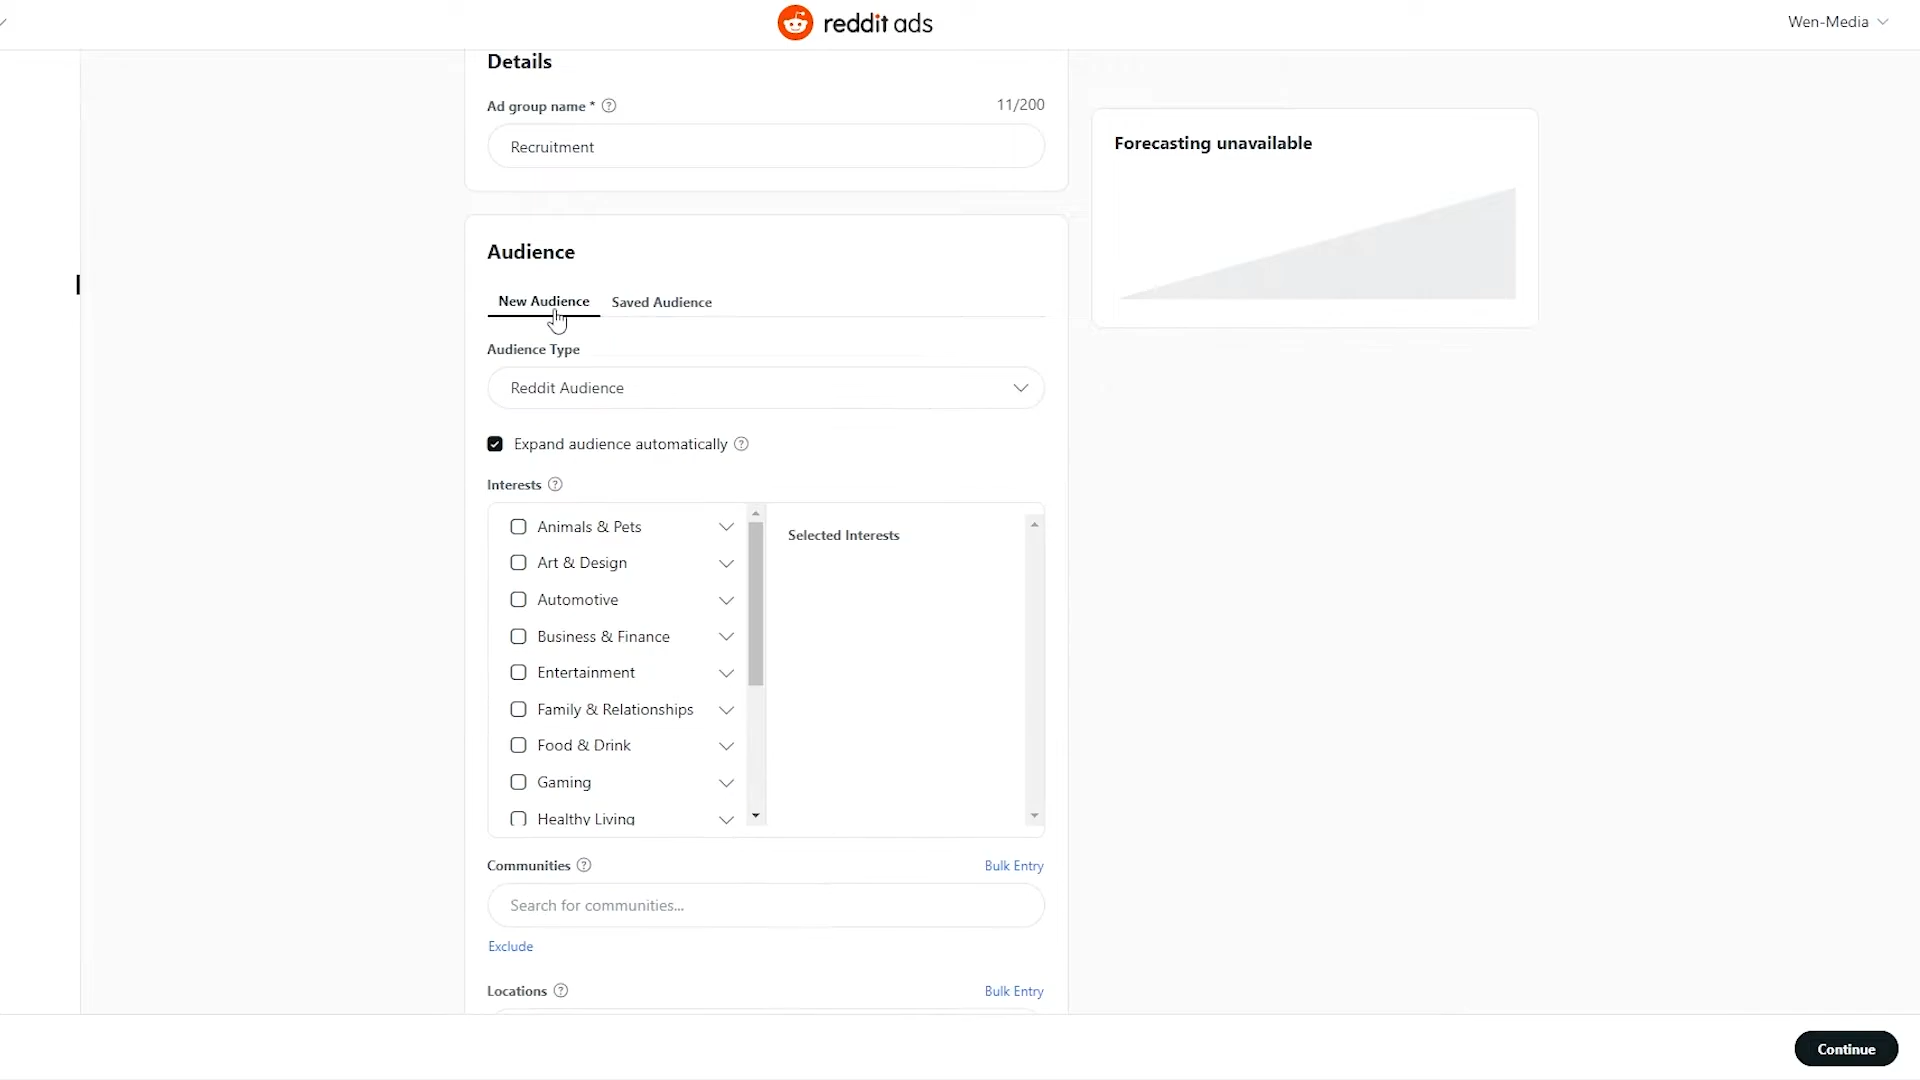 reddit ads
Wen-Media
Details
Ad group name *
11/200
Recruitment
Forecasting unavailable
Audience
New Audience
Saved Audience
Audience Type
Reddit Audience
Expand audience automatically
Interests
Animals & Pets
Art & Design
Automotive
Business & Finance
Entertainment
Family & Relationships
Food & Drink
Gaming
Healthy Living
Selected Interests
Communities
Bulk Entry
Search for communities...
Exclude
Locations
Bulk Entry
Continue